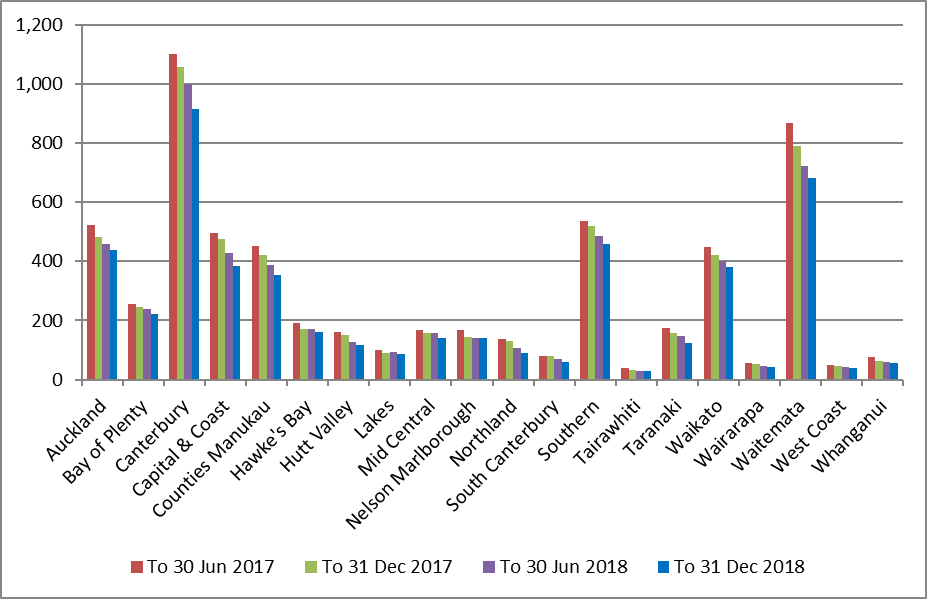 1,200
1,000
800
600
400
200
0
Auckland
Bay of Plenty
Canterbury
Capital & Coast
Counties Manukau
Hawke's Bay
Hutt Valley
Lakes
Mid Central
Nelson Marlborough
Northland
South Canterbury
Southern
Tairawhiti
Taranaki
Waikato
Wairarapa
Waitemata
West Coast
Whanganui
To 30 Jun 2017 To 31 Dec 2017 To 30 Jun 2018 To 31 Dec 2018